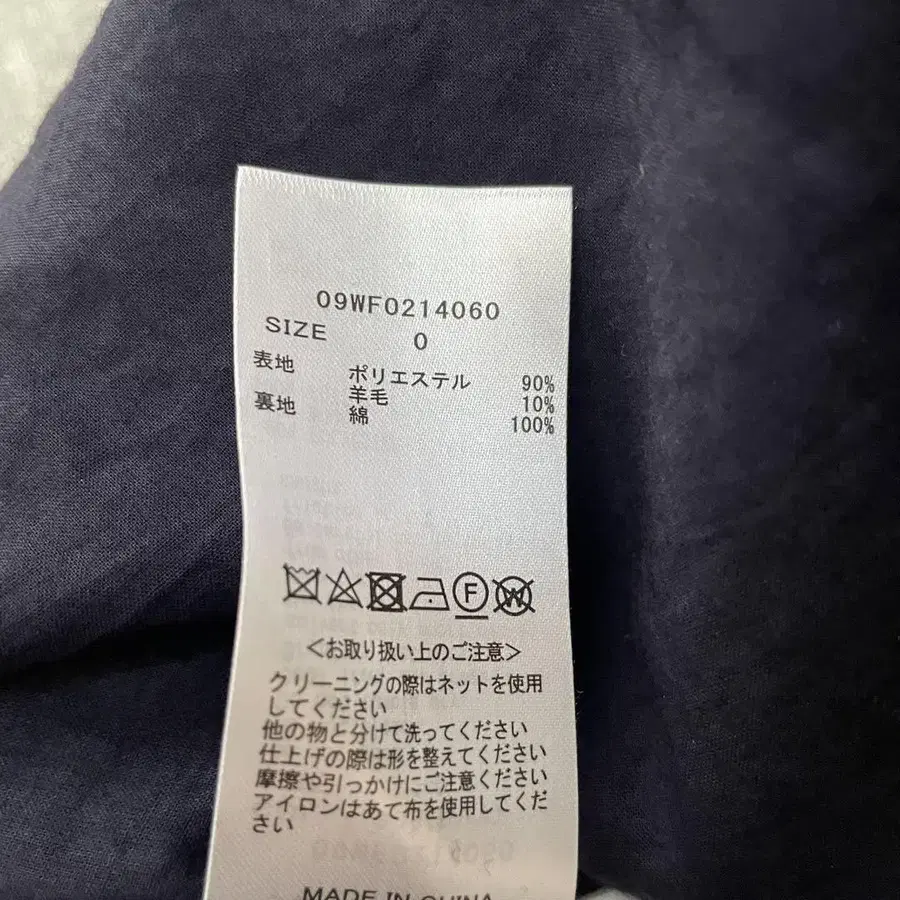 09WF0214060
SIZE 0
表地 ポリエステル 90%
羊毛 10%
裏地 綿 100%
F
W
<お取り扱い上のご注意>
クリーニングの際はネットを使用
してください
他の物と分けて洗ってください
仕上げの際は形を整えてください
摩擦や引っかけにご注意ください
アイロンはあて布を使用してくだ
さい
MADE IN CHINA